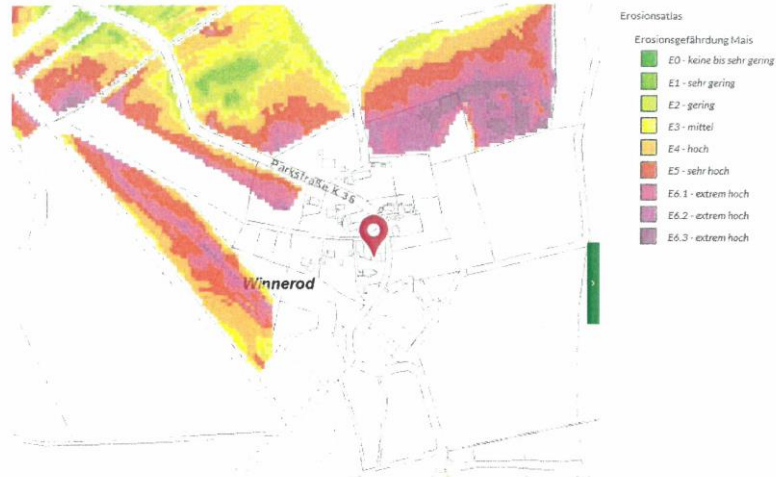 Erosionsatlas
Erosionsgefährdung Mais
E0 - keine bis sehr gering
E1 - sehr gering
E2 - gering
E3 - mittel
E4 - hoch
E5 - sehr hoch
E6.1 - extrem hoch
E6.2 - extrem hoch
E6.3 - extrem hoch
Parkstraße K 36
Winnerod